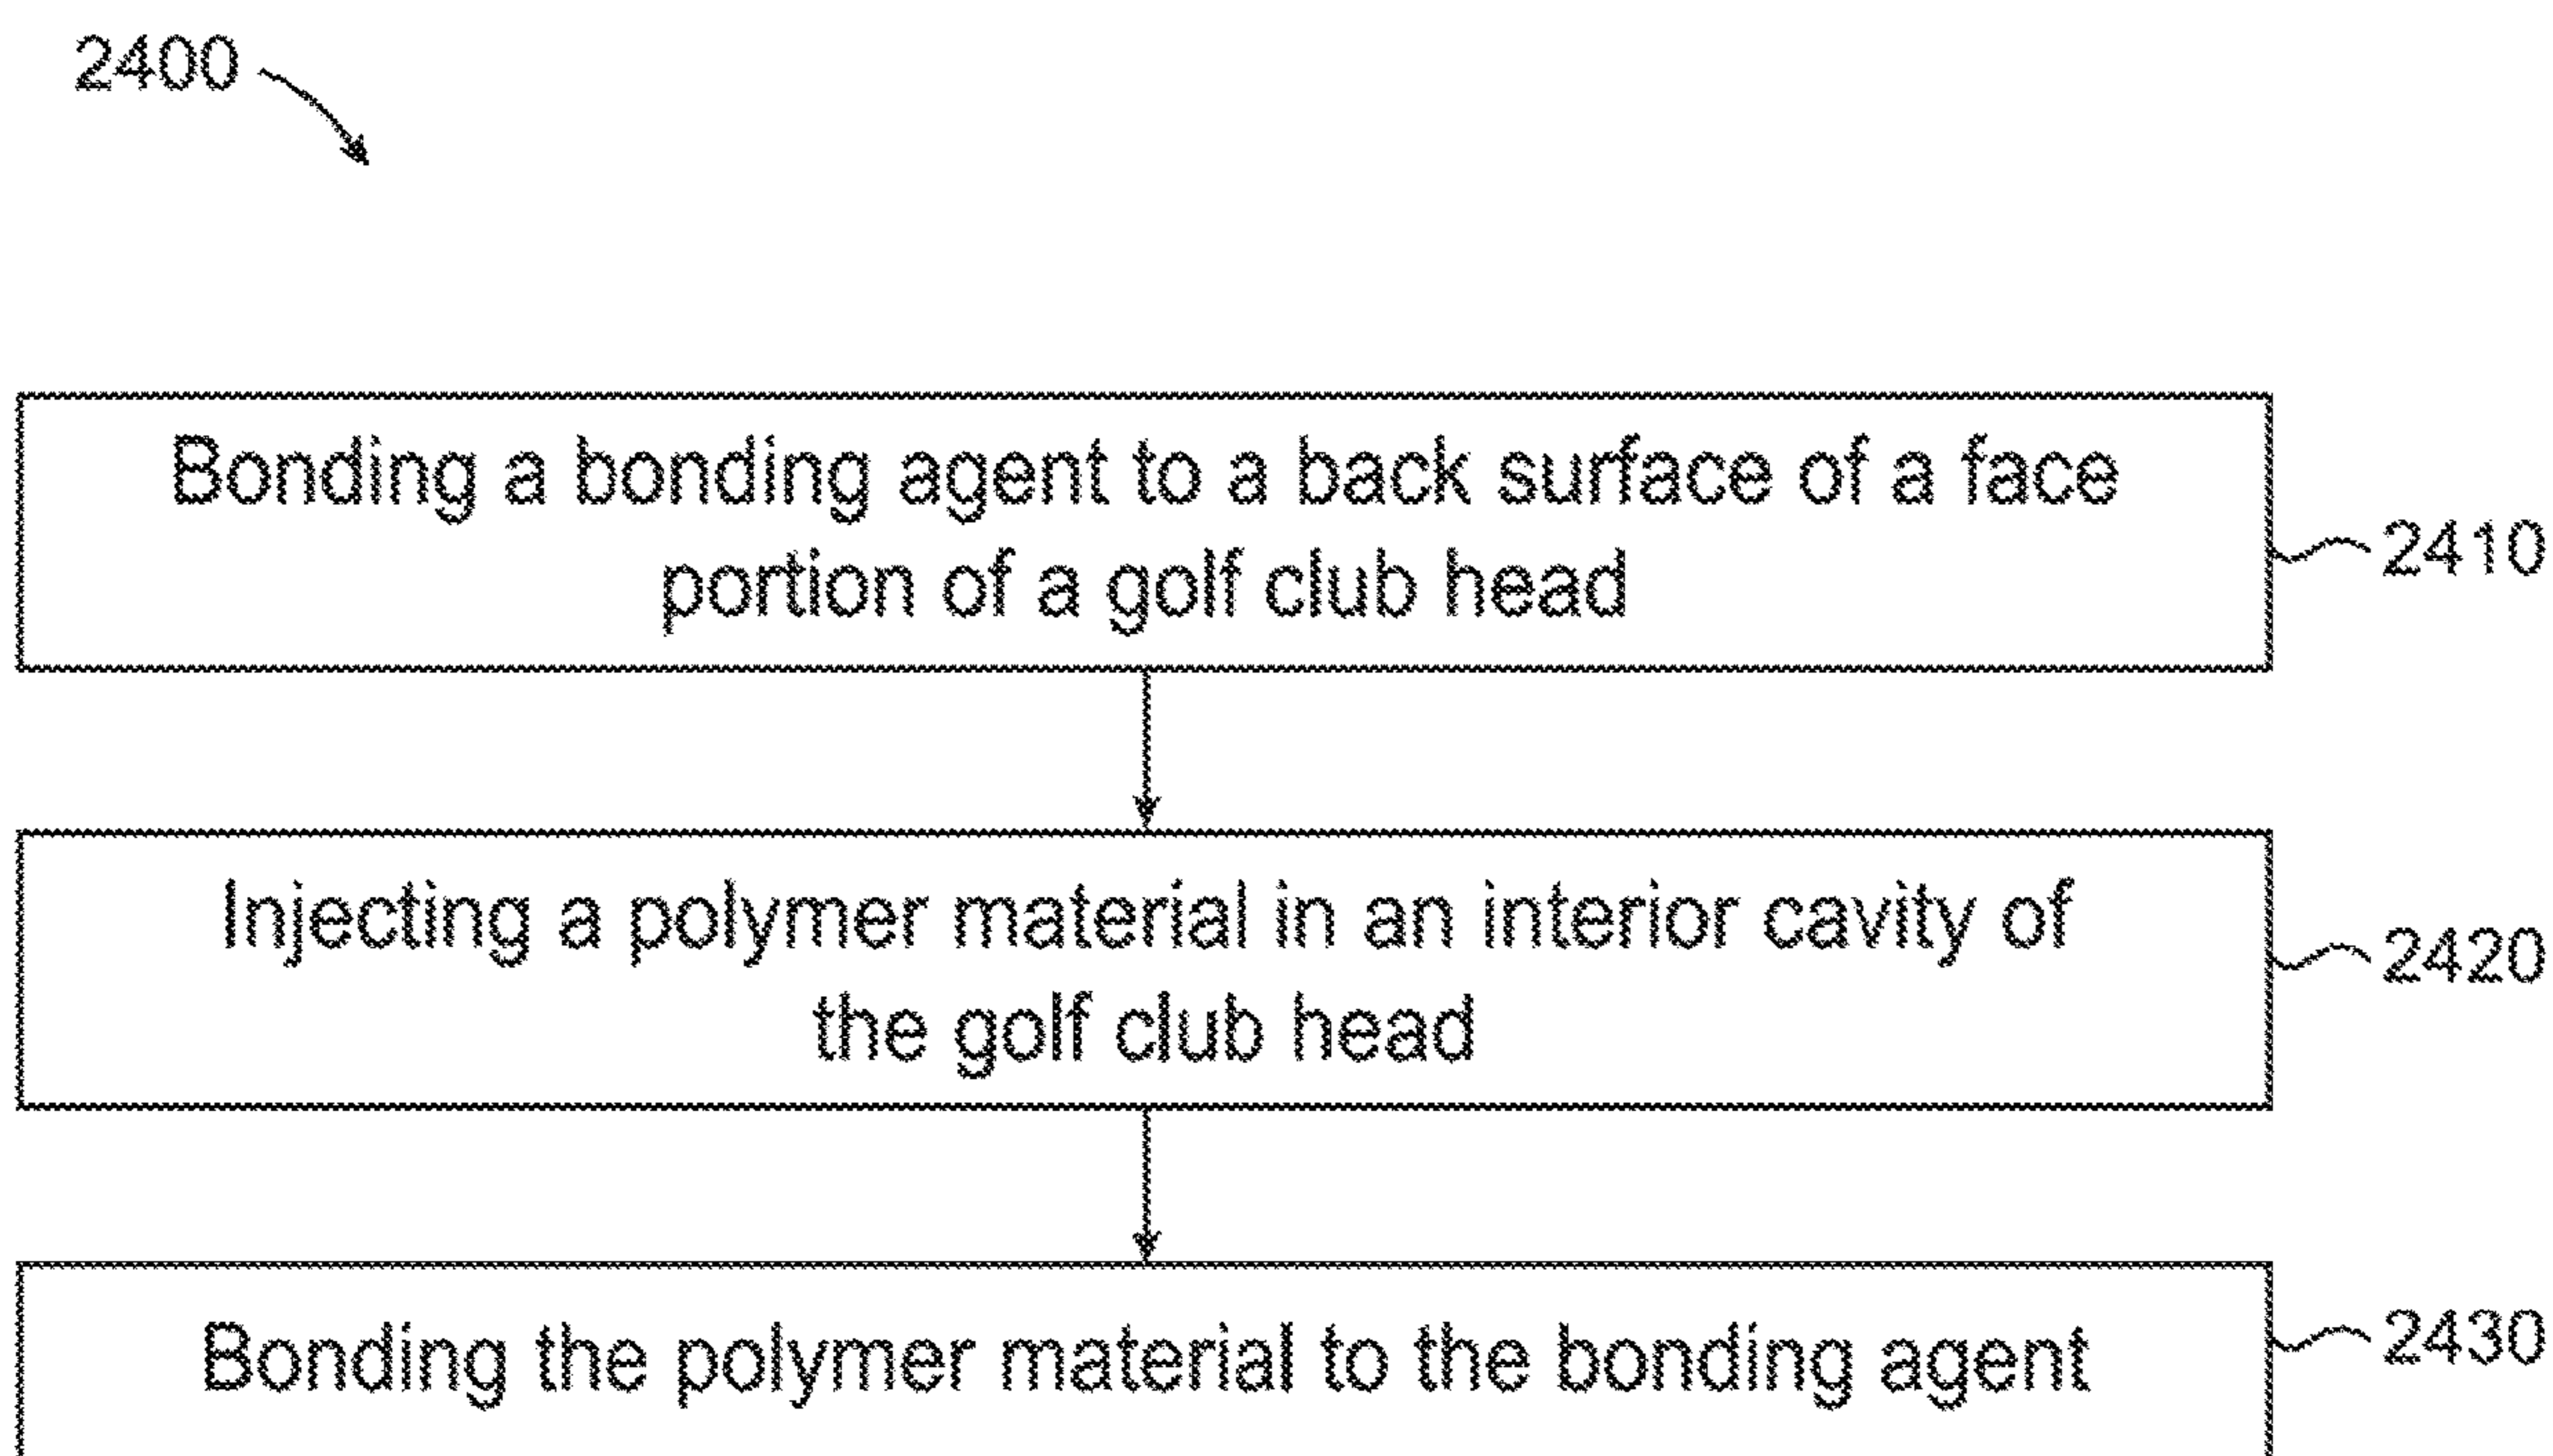 2400
Bonding a bonding agent to a back surface of a face
portion of a golf club head
2410
Injecting a polymer material in an interior cavity of
the golf club head
2420
Bonding the polymer material to the bonding agent
2430